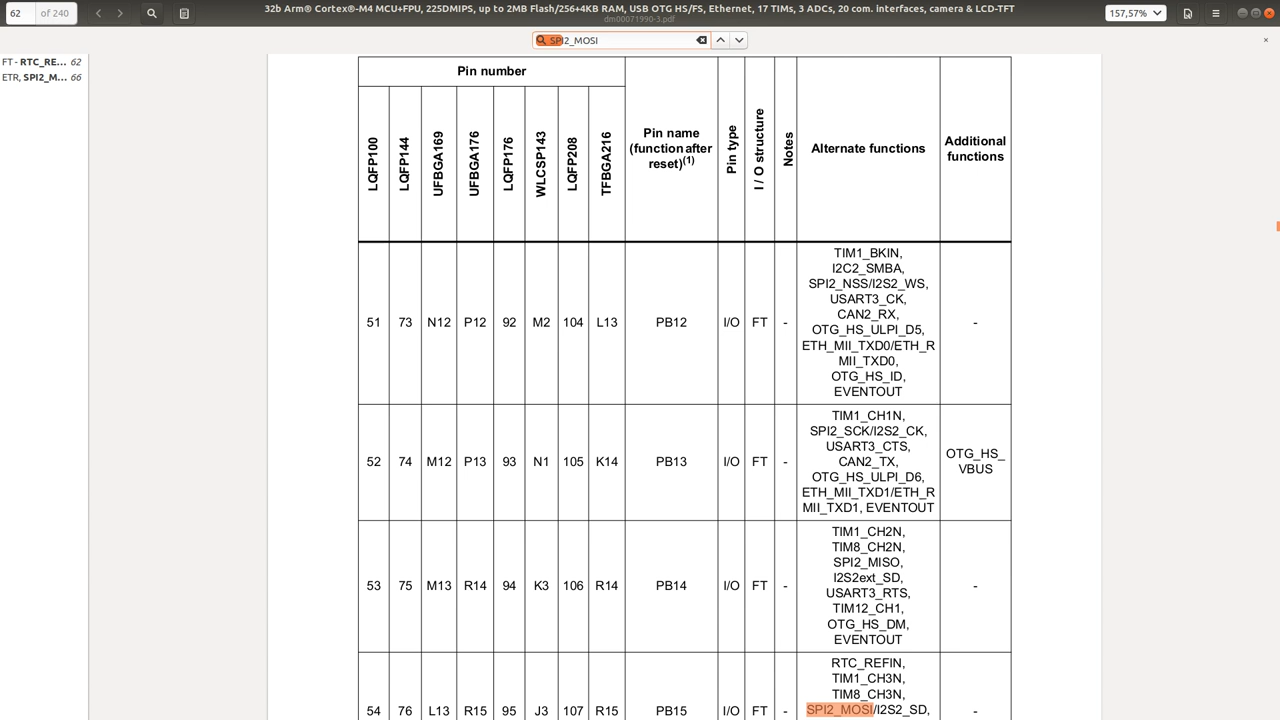 62
of 240
32b Arm® Cortex®-M4 MCU+FPU, 225DMIPS, up to 2MB Flash/256+4KB RAM, USB OTG HS/FS, Ethernet, 17 TIMs, 3 ADCs, 20 com. interfaces, camera & LCD-TFT
dm00071990-3.pdf
157,57%
SPI2_MOSI
FT - RTC_RE... 62
ETR, SPI2_M... 66
Pin number
LQFP100
LQFP144
UFBGA169
UFBGA176
LQFP176
WLCSP143
LQFP208
TFBGA216
Pin name
(function after
reset)(1)
Pin type
I / O structure
Notes
Alternate functions
Additional
functions
51 73 N12 P12 92 M2 104 L13 PB12 I/O FT -
TIM1_BKIN,
I2C2_SMBA,
SPI2_NSS/I2S2_WS,
USART3_CK,
CAN2_RX,
OTG_HS_ULPI_D5,
ETH_MII_TXD0/ETH_R
MII_TXD0,
OTG_HS_ID,
EVENTOUT
-
52 74 M12 P13 93 N1 105 K14 PB13 I/O FT -
TIM1_CH1N,
SPI2_SCK/I2S2_CK,
USART3_CTS,
CAN2_TX,
OTG_HS_ULPI_D6,
ETH_MII_TXD1/ETH_R
MII_TXD1, EVENTOUT
OTG_HS_
VBUS
53 75 M13 R14 94 K3 106 R14 PB14 I/O FT -
TIM1_CH2N,
TIM8_CH2N,
SPI2_MISO,
I2S2ext_SD,
USART3_RTS,
TIM12_CH1,
OTG_HS_DM,
EVENTOUT
-
54 76 L13 R15 95 J3 107 R15 PB15 I/O FT -
RTC_REFIN,
TIM1_CH3N,
TIM8_CH3N,
SPI2_MOSI/I2S2_SD,
-